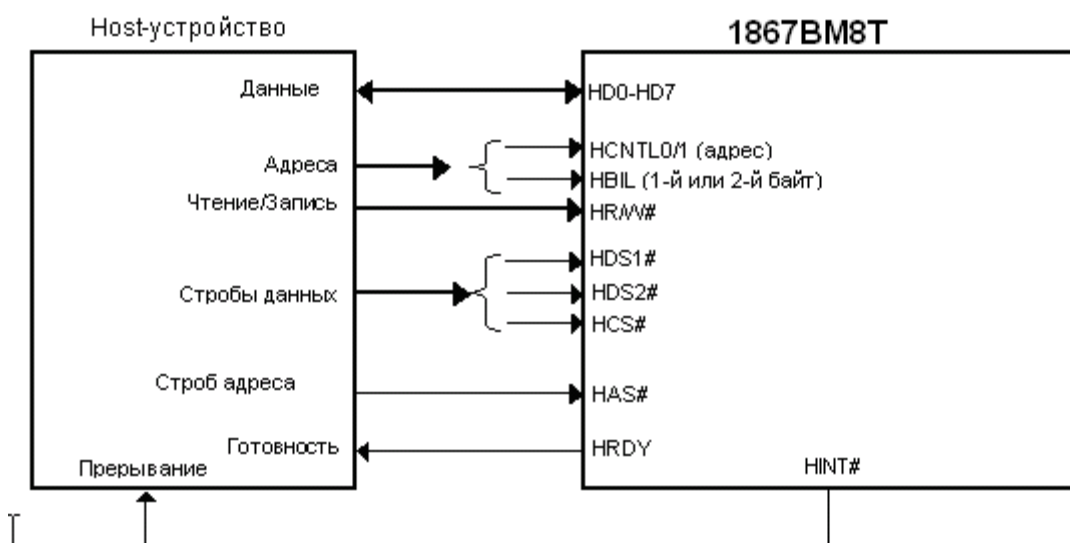 Host-устройство
1867ВМ8Т
Данные
HD0-HD7
Адреса
HCNTL0/1 (адрес)
HBIL (1-й или 2-й байт)
Чтение/Запись
HR/W#
Стробы данных
HDS1#
HDS2#
HCS#
Строб адреса
HAS#
Готовность
HRDY
Прерывание
HINT#